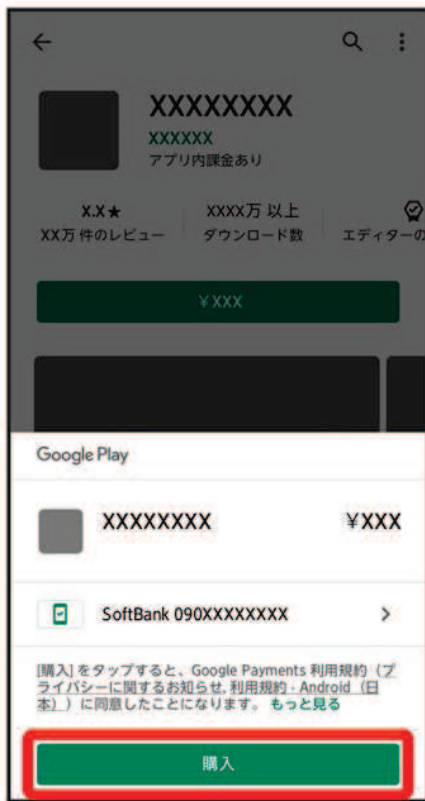 XXXXXXXX
XXXXXX
アプリ内課金あり
X.X★ XXXX万 以上
XX万 件のレビュー ダウンロード数 エディターの
¥XXX
Google Play
XXXXXXXX ¥XXX
SoftBank 090XXXXXXXX
[購入] をタップすると、Google Payments 利用規約（プ
ライバシーに関するお知らせ, 利用規約 - Android（日
本））に同意したことになります。 もっと見る
購入